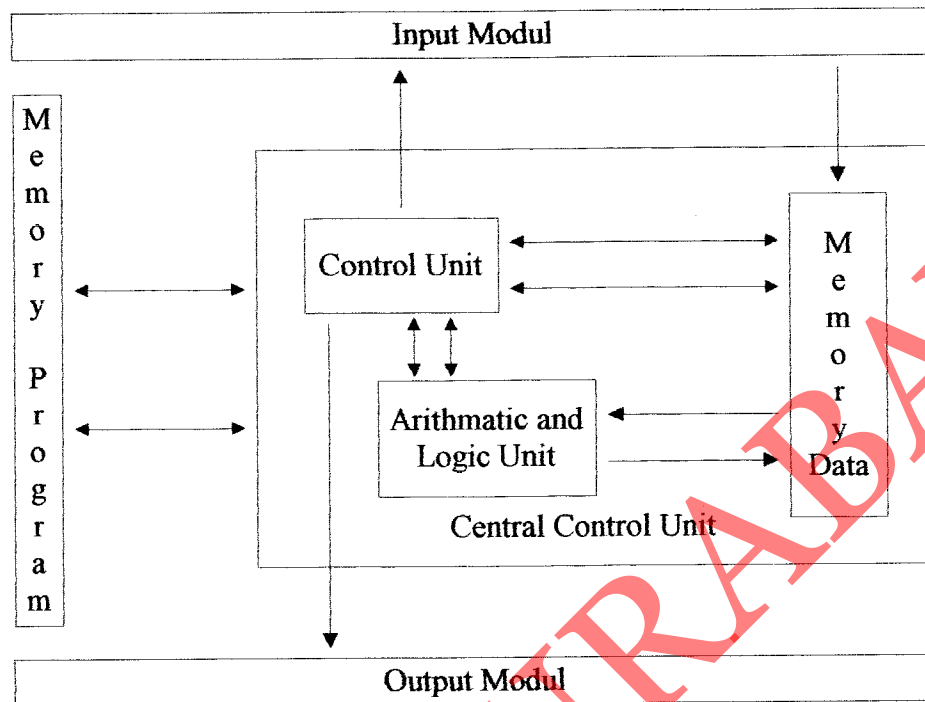 Input Modul
Memory Program
Control Unit
Memory
Data
Arithmatic and
Logic Unit
Central Control Unit
Output Modul